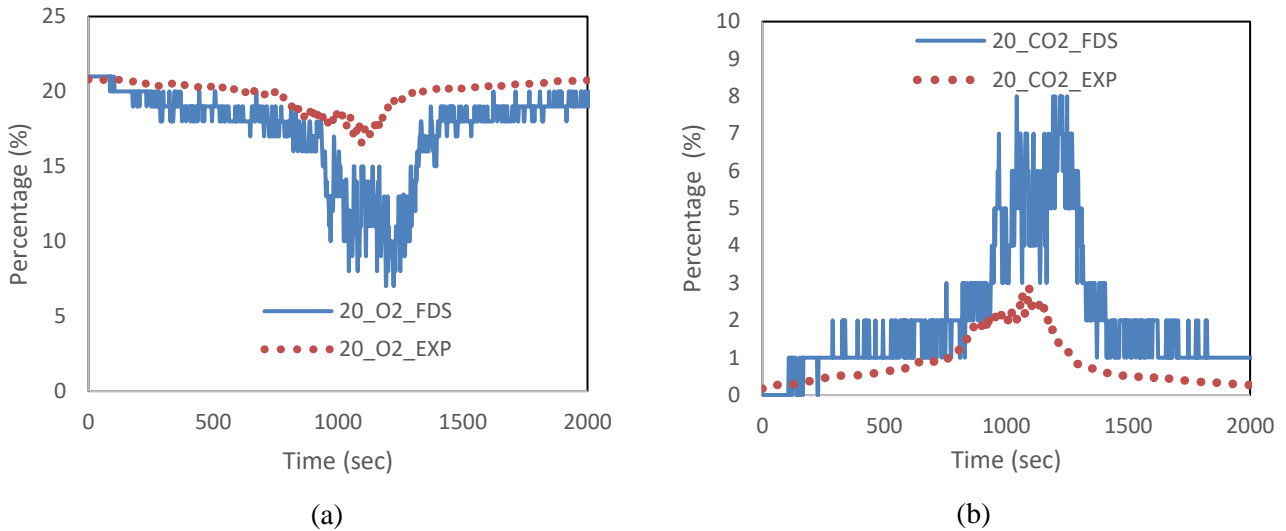 25
20
15
10
5
0
Percentage (%)
20_O2_FDS
20_O2_EXP
0 500 1000 1500 2000
Time (sec)
(a)
10
9
8
7
6
5
4
3
2
1
0
Percentage (%)
20_CO2_FDS
20_CO2_EXP
0 500 1000 1500 2000
Time (sec)
(b)